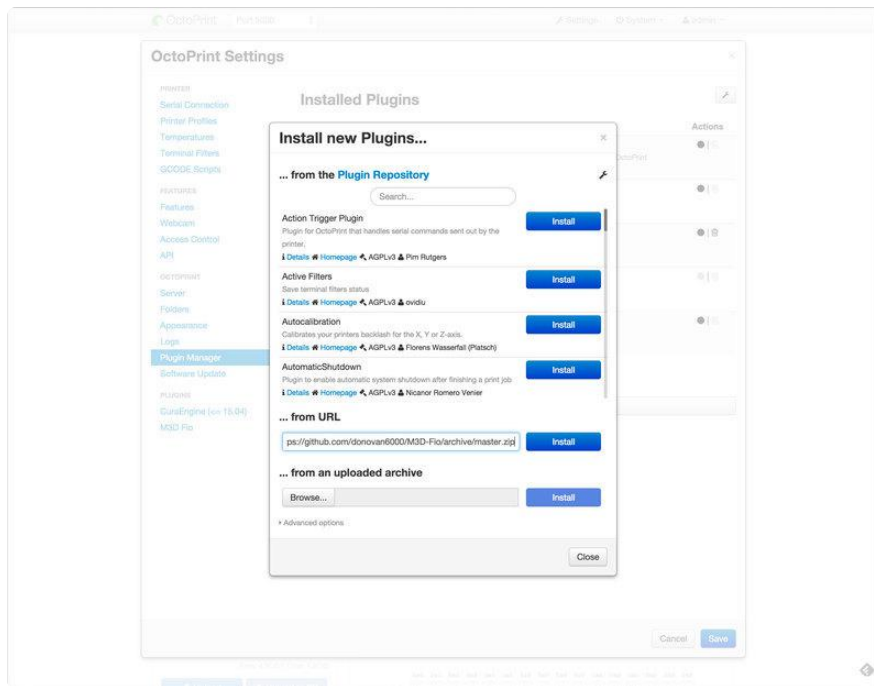 OctoPrint
Settings
System
Admin
OctoPrint Settings
PRINTER
Serial Connection
Printer Profiles
Temperatures
Terminal Filters
GCODE Scripts
FEATURES
Features
Webcam
Access Control
API
OCTOPRINT
Server
Folders
Appearance
Logs
Plugin Manager
Software Update
PLUGINS
CuraEngine (<= 15.04)
M3D Fio
Installed Plugins
Actions
OctoPrint
Install new Plugins...
... from the Plugin Repository
Search...
Action Trigger Plugin
Plugin for OctoPrint that handles serial commands sent out by the
printer.
Details Homepage AGPLv3 Pim Rutgers
Install
Active Filters
Save terminal filters status
Details Homepage AGPLv3 ovidiu
Install
Autocalibration
Calibrates your printers backlash for the X, Y or Z-axis.
Details Homepage AGPLv3 Florens Wasserfall (Platsch)
Install
AutomaticShutdown
Plugin to enable automatic system shutdown after finishing a print job
Details Homepage AGPLv3 Nicanor Romero Venier
Install
... from URL
ps://github.com/donovan6000/M3D-Fio/archive/master.zip
Install
... from an uploaded archive
Browse...
Install
Advanced options
Close
Cancel
Save